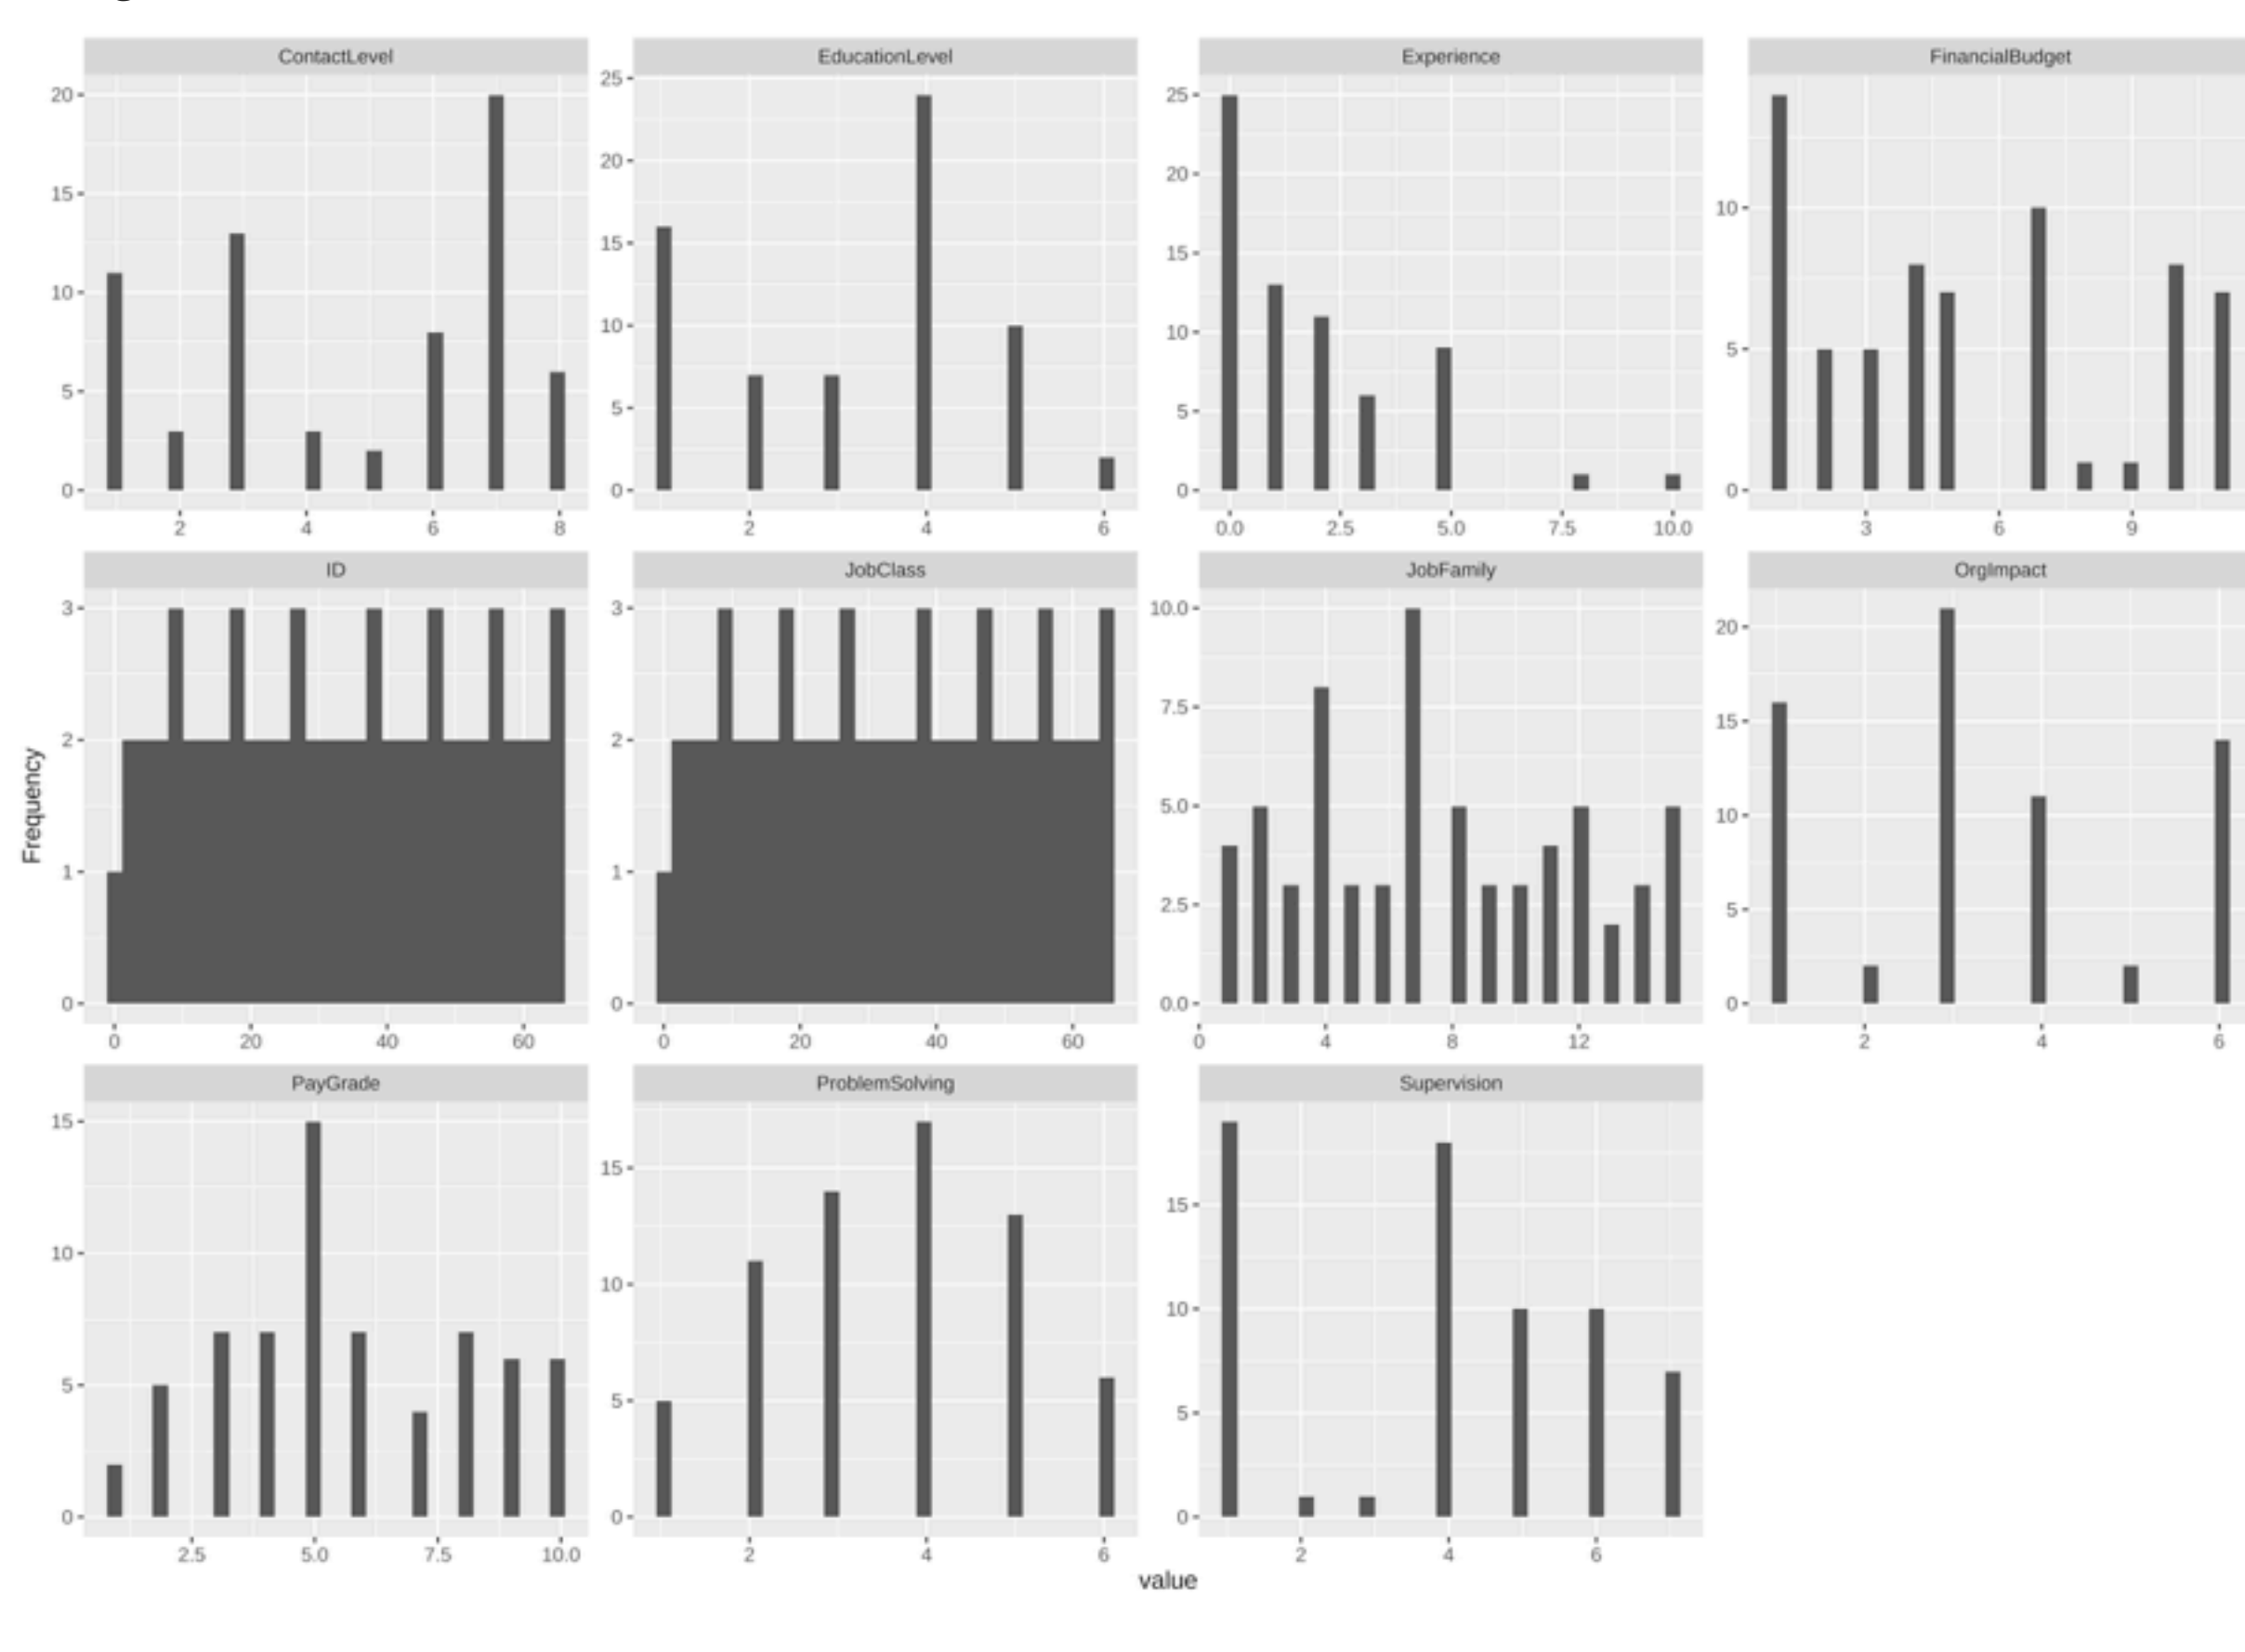 ContactLevel EducationLevel Experience FinancialBudget
20 15 10 5 0
2 4 6 8
25 20 15 10 5 0
2 4 6
25 20 15 10 5 0
0.0 2.5 5.0 7.5 10.0
10 5 0
3 6 9
ID JobClass JobFamily OrgImpact
Frequency
3 2 1 0
0 20 40 60
3 2 1 0
0 20 40 60
10.0 7.5 5.0 2.5 0.0
0 4 8 12
20 15 10 5 0
2 4 6
PayGrade ProblemSolving Supervision
15 10 5 0
2.5 5.0 7.5 10.0
15 10 5 0
2 4 6
15 10 5 0
2 4 6
value